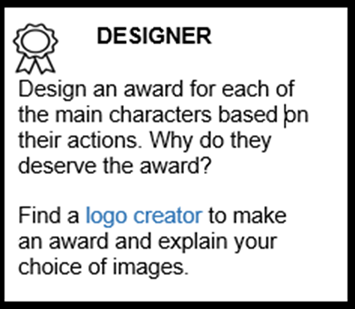 DESIGNER
Design an award for each of
the main characters based on
their actions. Why do they
deserve the award?
Find a logo creator to make
an award and explain your
choice of images.